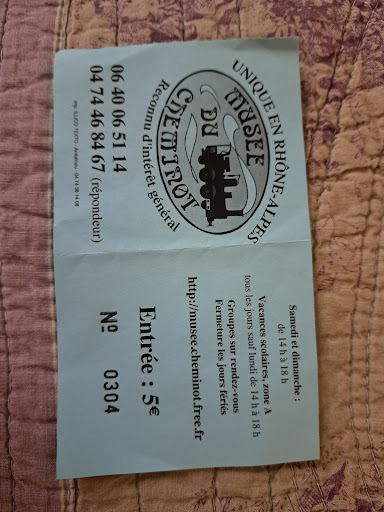 UNIQUE EN RHÔNE-ALPES
MUSEE
DU
CHEMINOT
Reconnu d'intérêt général
06 40 06 51 14
04 74 46 84 67 (répondeur)
Samedi et dimanche :
de 14 h à 18 h
Vacances scolaires, zone A
tous les jours sauf lundi de 14 h à 18 h
Groupes sur rendez-vous
Fermeture les jours fériés
http://musee.cheminot.free.fr
Entrée : 5€
Nº 0304